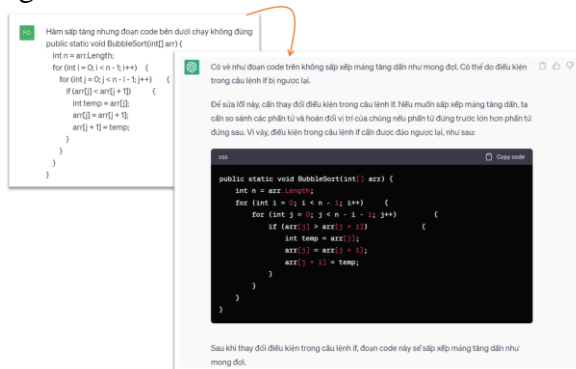 PO
Hàm sắp tăng nhưng đoạn code bên dưới chạy không đúng
public static void BubbleSort(int[] arr) {
int n = arr.Length;
for (int i = 0; i < n - 1; i++) {
for (int j = 0; j < n - i - 1; j++) {
if (arr[j] < arr[j + 1]) {
int temp = arr[j];
arr[j] = arr[j + 1];
arr[j + 1] = temp;
}
}
}
}
Có vẻ như đoạn code trên không sắp xếp mảng tăng dần như mong đợi. Có thể do điều kiện
trong câu lệnh if bị ngược lại.
Để sửa lỗi này, cần thay đổi điều kiện trong câu lệnh if. Nếu muốn sắp xếp mảng tăng dần, ta
cần so sánh các phần tử và hoán đổi vị trí của chúng nếu phần tử đứng trước lớn hơn phần tử
đứng sau. Vì vậy, điều kiện trong câu lệnh if cần được đảo ngược lại, như sau:
css
Copy code
public static void BubbleSort(int[] arr) {
int n = arr.Length;
for (int i = 0; i < n - 1; i++) {
for (int j = 0; j < n - i - 1; j++) {
if (arr[j] > arr[j + 1]) {
int temp = arr[j];
arr[j] = arr[j + 1];
arr[j + 1] = temp;
}
}
}
}
Sau khi thay đổi điều kiện trong câu lệnh if, đoạn code này sẽ sắp xếp mảng tăng dần như
mong đợi.